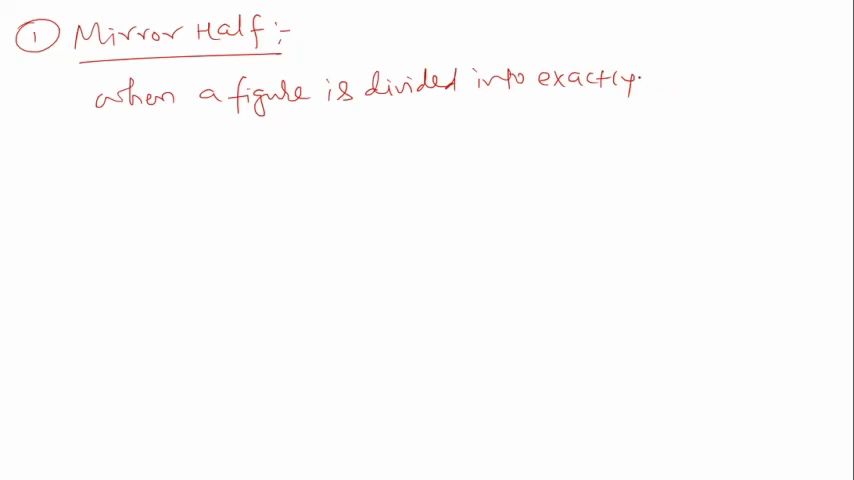 ① Mirror Half :-
when a figure is divided into exactly.